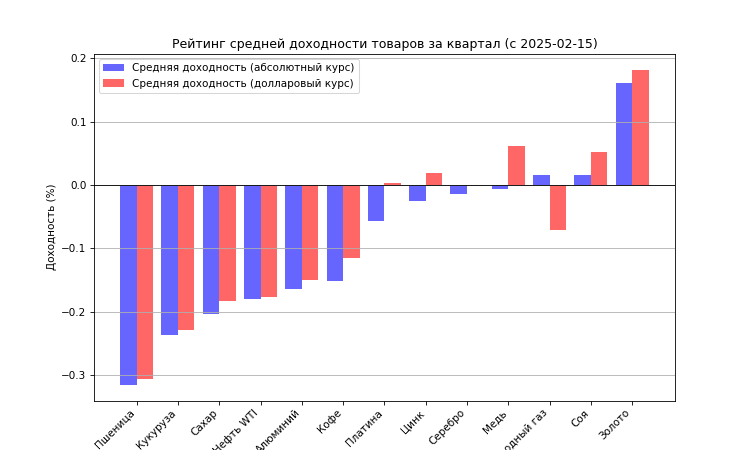 Рейтинг средней доходности товаров за квартал (с 2025-02-15)
Средняя доходность (абсолютный курс)
Средняя доходность (долларовый курс)
Доходность (%)
0.2
0.1
0.0
−0.1
−0.2
−0.3
Пшеница
Кукуруза
Сахар
Нефть WTI
Алюминий
Кофе
Платина
Цинк
Серебро
Медь
одный газ
Соя
Золото